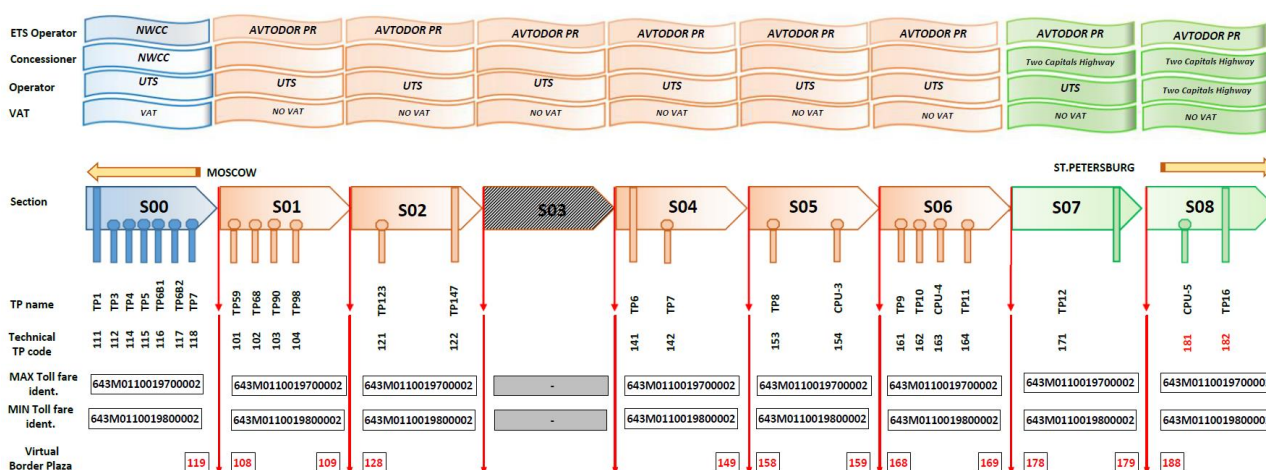 ETS Operator NWCC AVTODOR PR AVTODOR PR AVTODOR PR AVTODOR PR AVTODOR PR AVTODOR PR AVTODOR PR AVTODOR PR
Concessioner NWCC Two Capitals Highway Two Capitals Highway
Operator UTS UTS UTS UTS UTS UTS UTS UTS Two Capitals Highway
VAT VAT NO VAT NO VAT NO VAT NO VAT NO VAT NO VAT NO VAT NO VAT
MOSCOW ST.PETERSBURG
Section S00 S01 S02 S03 S04 S05 S06 S07 S08
TP name TP1 TP3 TP4 TP5 TP6B1 TP6B2 TP7 TP59 TP68 TP90 TP98 TP123 TP147 TP6 TP7 TP8 CPU-3 TP9 TP10 CPU-4 TP11 TP12 CPU-5 TP16
Technical
TP code 111 112 114 115 116 117 118 101 102 103 104 121 122 141 142 153 154 161 162 163 164 171 181 182
MAX Toll fare
ident. 643M0110019700002 643M0110019700002 643M0110019700002 - 643M0110019700002 643M0110019700002 643M0110019700002 643M0110019700002 643M0110019700002
MIN Toll fare
ident. 643M0110019800002 643M0110019800002 643M0110019800002 - 643M0110019800002 643M0110019800002 643M0110019800002 643M0110019800002 643M0110019800002
Virtual
Border Plaza 119 108 109 128 149 158 159 168 169 178 179 188